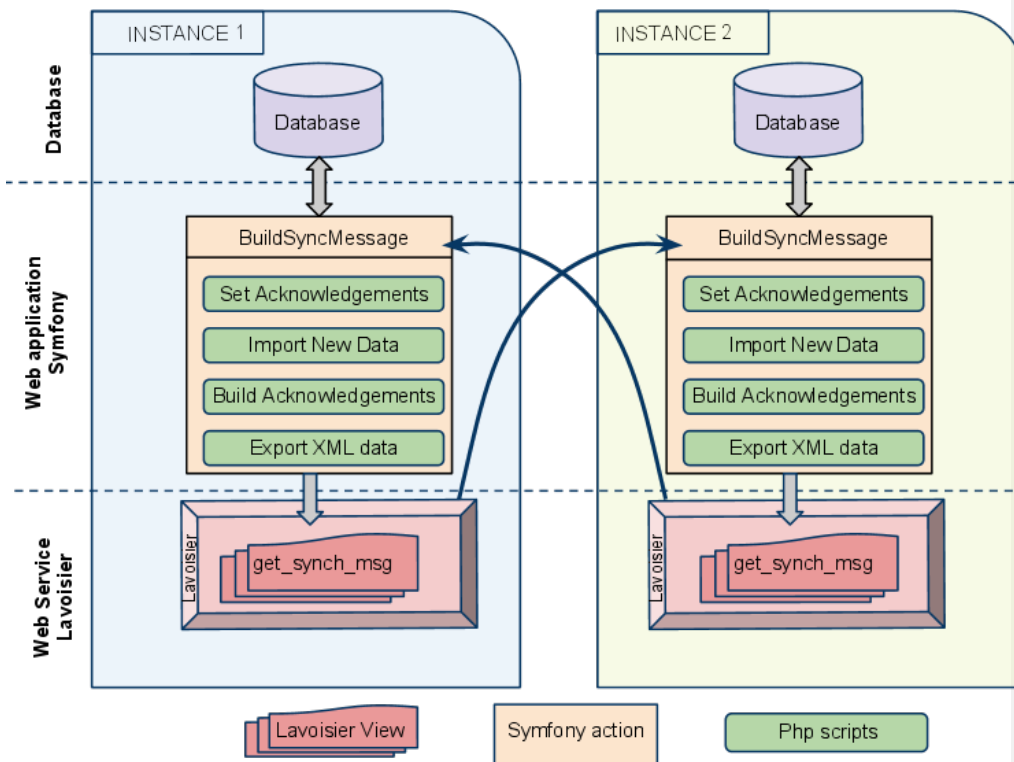 INSTANCE 1
INSTANCE 2
Database
Database
Database
Web application
Symfony
BuildSyncMessage
Set Acknowledgements
Import New Data
Build Acknowledgements
Export XML data
BuildSyncMessage
Set Acknowledgements
Import New Data
Build Acknowledgements
Export XML data
Web Service
Lavoisier
Lavoisier
get_synch_msg
Lavoisier
get_synch_msg
Lavoisier View
Symfony action
Php scripts